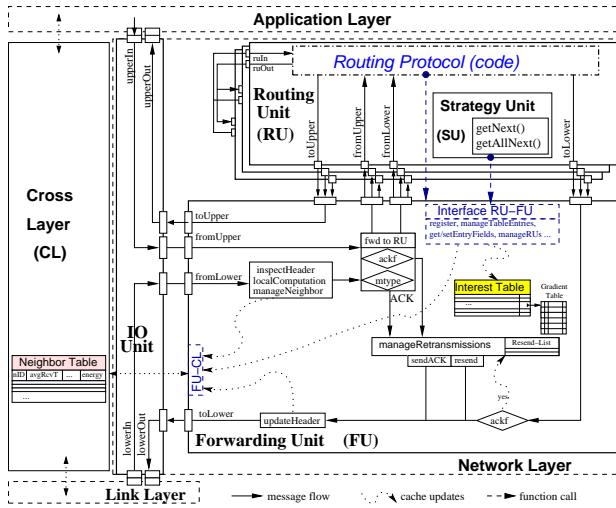 Application Layer
upperIn
upperOut
ruIn
ruOut
Routing Protocol (code)
Routing
Unit
(RU)
toUpper
fromUpper
fromLower
Strategy Unit
(SU)
getNext()
getAllNext()
toLower
Cross
Layer
(CL)
toUpper
fromUpper
fromLower
inspectHeader
localComputation
manageNeighbor
fwd to RU
ackf
mtype
ACK
Interface RU–FU
register, manageTableEntries,
get/setEntryFields, manageRUs ...
Interest Table
...
Gradient
Table
IO
Unit
FU–CL
manageRetransmissions
Resend–List
sendACK
resend
Neighbor Table
nID avgRcvT ... energy
...
yes
toLower
updateHeader
ackf
lowerIn
lowerOut
Forwarding Unit (FU)
Network Layer
Link Layer
message flow
cache updates
function call